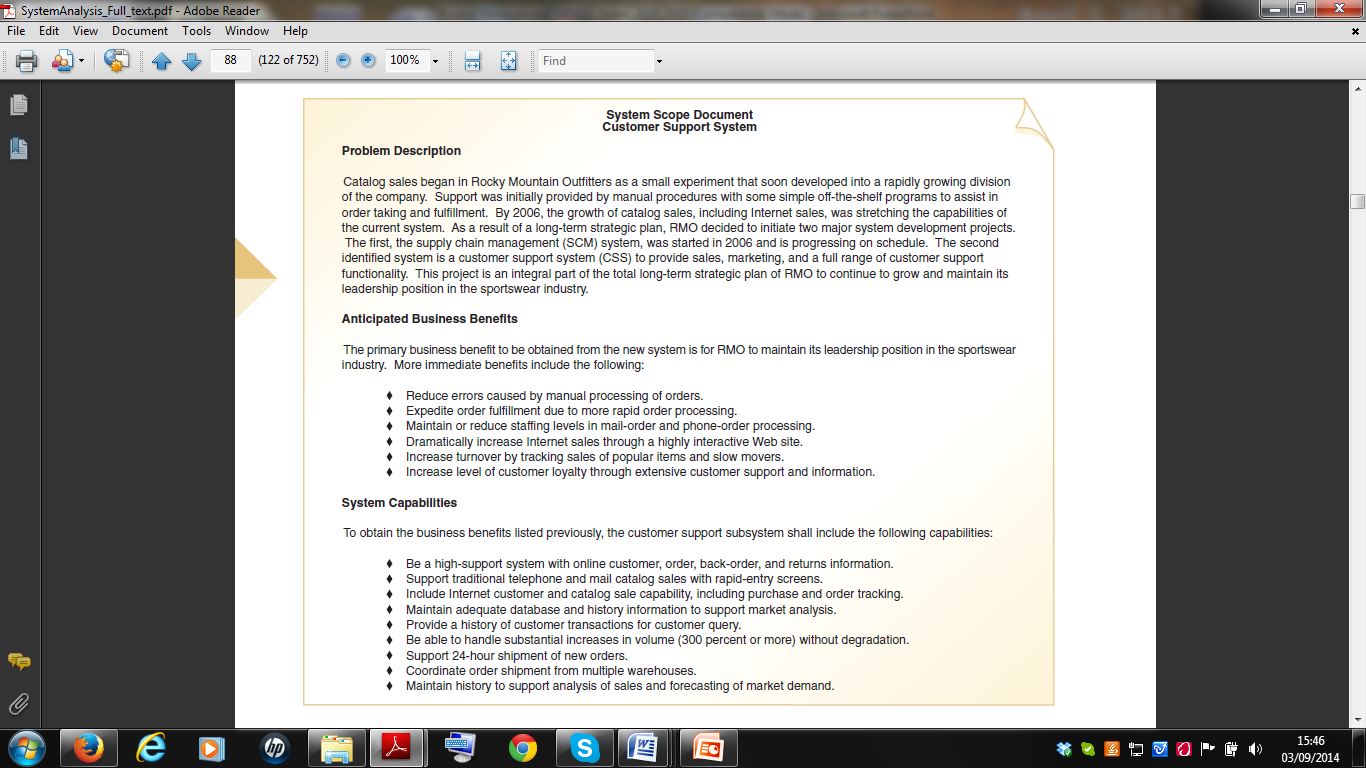 SystemAnalysis_Full_text.pdf - Adobe Reader
File Edit View Document Tools Window Help
88 (122 of 752) 100% Find
System Scope Document
Customer Support System
Problem Description
Catalog sales began in Rocky Mountain Outfitters as a small experiment that soon developed into a rapidly growing division
of the company. Support was initially provided by manual procedures with some simple off-the-shelf programs to assist in
order taking and fulfillment. By 2006, the growth of catalog sales, including Internet sales, was stretching the capabilities of
the current system. As a result of a long-term strategic plan, RMO decided to initiate two major system development projects.
The first, the supply chain management (SCM) system, was started in 2006 and is progressing on schedule. The second
identified system is a customer support system (CSS) to provide sales, marketing, and a full range of customer support
functionality. This project is an integral part of the total long-term strategic plan of RMO to continue to grow and maintain its
leadership position in the sportswear industry.
Anticipated Business Benefits
The primary business benefit to be obtained from the new system is for RMO to maintain its leadership position in the sportswear
industry. More immediate benefits include the following:
♦ Reduce errors caused by manual processing of orders.
♦ Expedite order fulfillment due to more rapid order processing.
♦ Maintain or reduce staffing levels in mail-order and phone-order processing.
♦ Dramatically increase Internet sales through a highly interactive Web site.
♦ Increase turnover by tracking sales of popular items and slow movers.
♦ Increase level of customer loyalty through extensive customer support and information.
System Capabilities
To obtain the business benefits listed previously, the customer support subsystem shall include the following capabilities:
♦ Be a high-support system with online customer, order, back-order, and returns information.
♦ Support traditional telephone and mail catalog sales with rapid-entry screens.
♦ Include Internet customer and catalog sale capability, including purchase and order tracking.
♦ Maintain adequate database and history information to support market analysis.
♦ Provide a history of customer transactions for customer query.
♦ Be able to handle substantial increases in volume (300 percent or more) without degradation.
♦ Support 24-hour shipment of new orders.
♦ Coordinate order shipment from multiple warehouses.
♦ Maintain history to support analysis of sales and forecasting of market demand.
15:46
03/09/2014